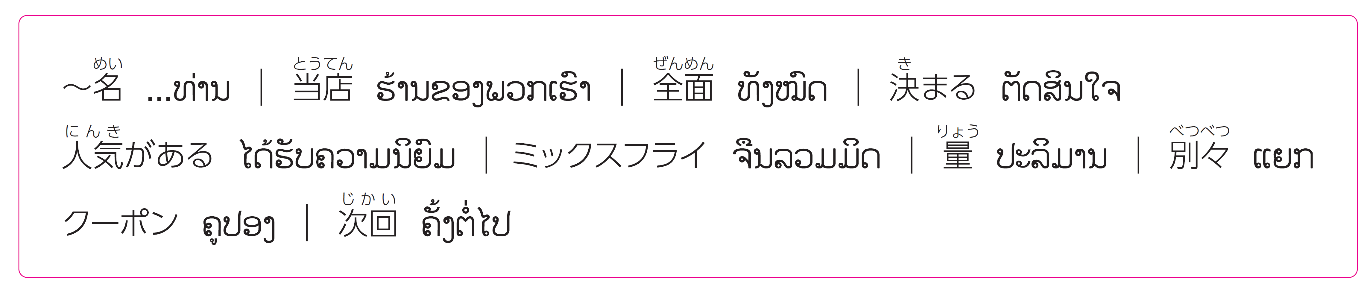 めい とうてん ぜんめん き
～名 ...ທ່ານ | 当店 ຮ້ານຂອງພວກເຮົາ | 全面 ທັງໝົດ | 決まる ຕັດສິນໃຈ
にんき りょう べつべつ
人気がある ໄດ້ຮັບຄວາມນິຍົມ | ミックスフライ ຈືນລວມມິດ | 量 ປະລິມານ | 別々 ແຍກ
じかい
クーポン ຄູປອງ | 次回 ຄັ້ງຕໍ່ໄປ